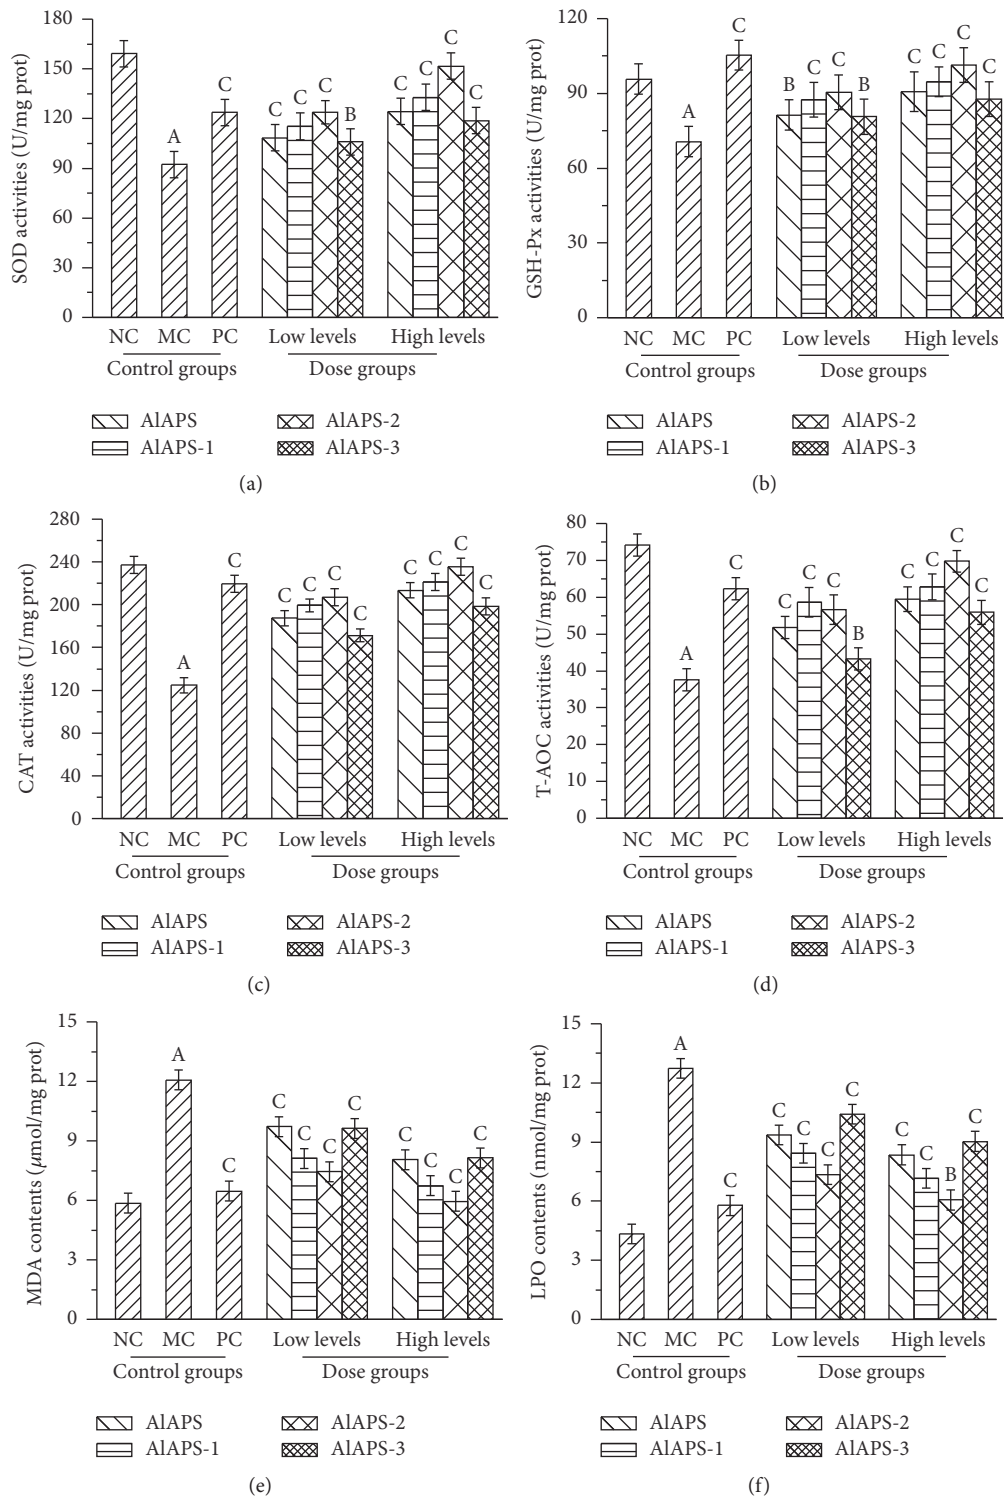 SOD activities (U/mg prot)
180
150
120
90
60
30
0
A
C
C
C
C
B
C
C
C
C
NC MC PC Low levels High levels
Control groups Dose groups
AlAPS AlAPS-2
AlAPS-1 AlAPS-3
(a)
GSH-Px activities (U/mg prot)
120
90
60
30
0
A
C
B
C
C
B
C
C
C
C
NC MC PC Low levels High levels
Control groups Dose groups
AlAPS AlAPS-2
AlAPS-1 AlAPS-3
(b)
CAT activities (U/mg prot)
280
240
200
160
120
80
40
0
A
C
C
C
C
C
C
C
C
C
NC MC PC Low levels High levels
Control groups Dose groups
AlAPS AlAPS-2
AlAPS-1 AlAPS-3
(c)
T-AOC activities (U/mg prot)
80
70
60
50
40
30
20
10
0
A
C
C
C
C
B
C
C
C
C
NC MC PC Low levels High levels
Control groups Dose groups
AlAPS AlAPS-2
AlAPS-1 AlAPS-3
(d)
MDA contents (μmol/mg prot)
15
12
9
6
3
0
A
C
C
C
C
C
C
C
C
C
NC MC PC Low levels High levels
Control groups Dose groups
AlAPS AlAPS-2
AlAPS-1 AlAPS-3
(e)
LPO contents (nmol/mg prot)
15
12
9
6
3
0
A
C
C
C
C
C
C
C
B
C
NC MC PC Low levels High levels
Control groups Dose groups
AlAPS AlAPS-2
AlAPS-1 AlAPS-3
(f)